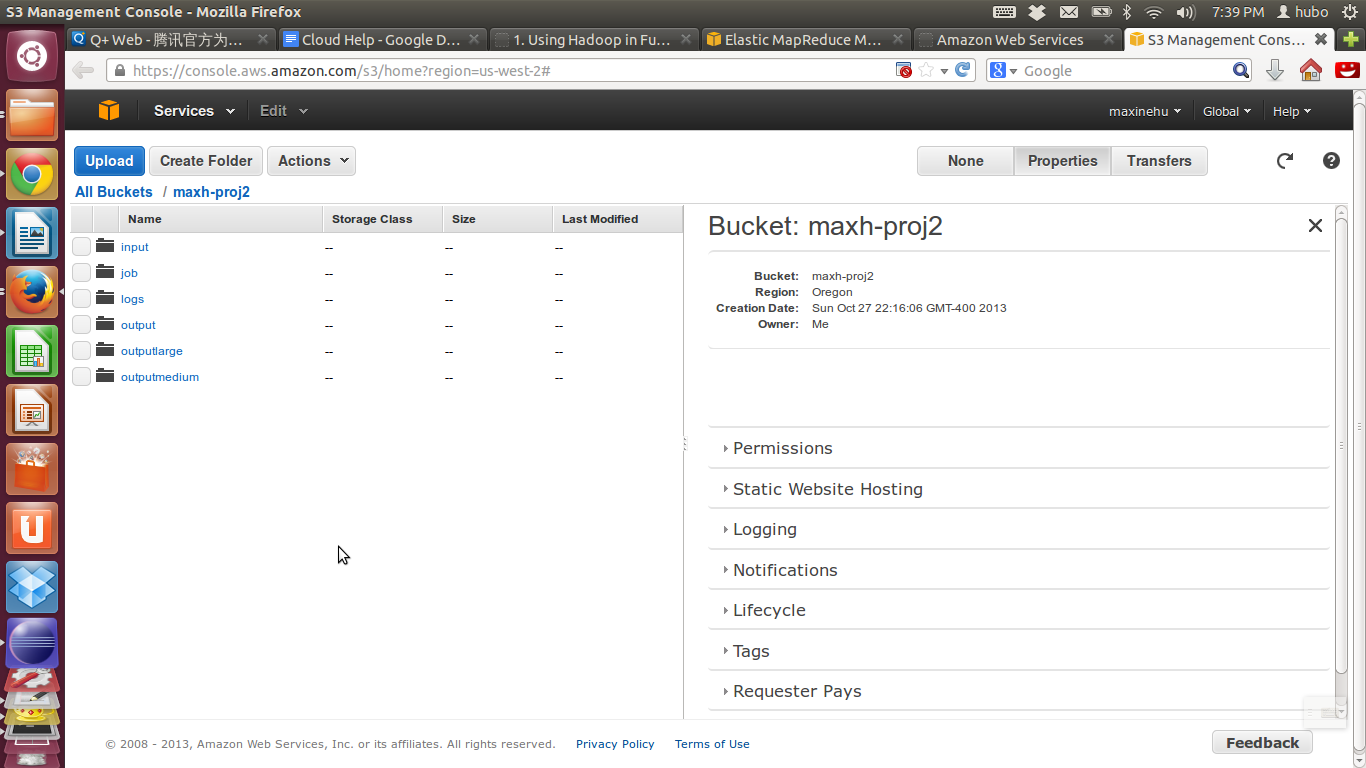 S3 Management Console - Mozilla Firefox 7:39 PM hubo
Q+ Web - 腾讯官方为... Cloud Help - Google D... 1. Using Hadoop in Fu... Elastic MapReduce M... Amazon Web Services S3 Management Cons...
https://console.aws.amazon.com/s3/home?region=us-west-2# Google
Services Edit maxinehu Global Help
Upload Create Folder Actions None Properties Transfers
All Buckets / maxh-proj2
Name Storage Class Size Last Modified
input -- -- --
job -- -- --
logs -- -- --
output -- -- --
outputlarge -- -- --
outputmedium -- -- --
Bucket: maxh-proj2
Bucket: maxh-proj2
Region: Oregon
Creation Date: Sun Oct 27 22:16:06 GMT-400 2013
Owner: Me
Permissions
Static Website Hosting
Logging
Notifications
Lifecycle
Tags
Requester Pays
© 2008 - 2013, Amazon Web Services, Inc. or its affiliates. All rights reserved. Privacy Policy Terms of Use Feedback